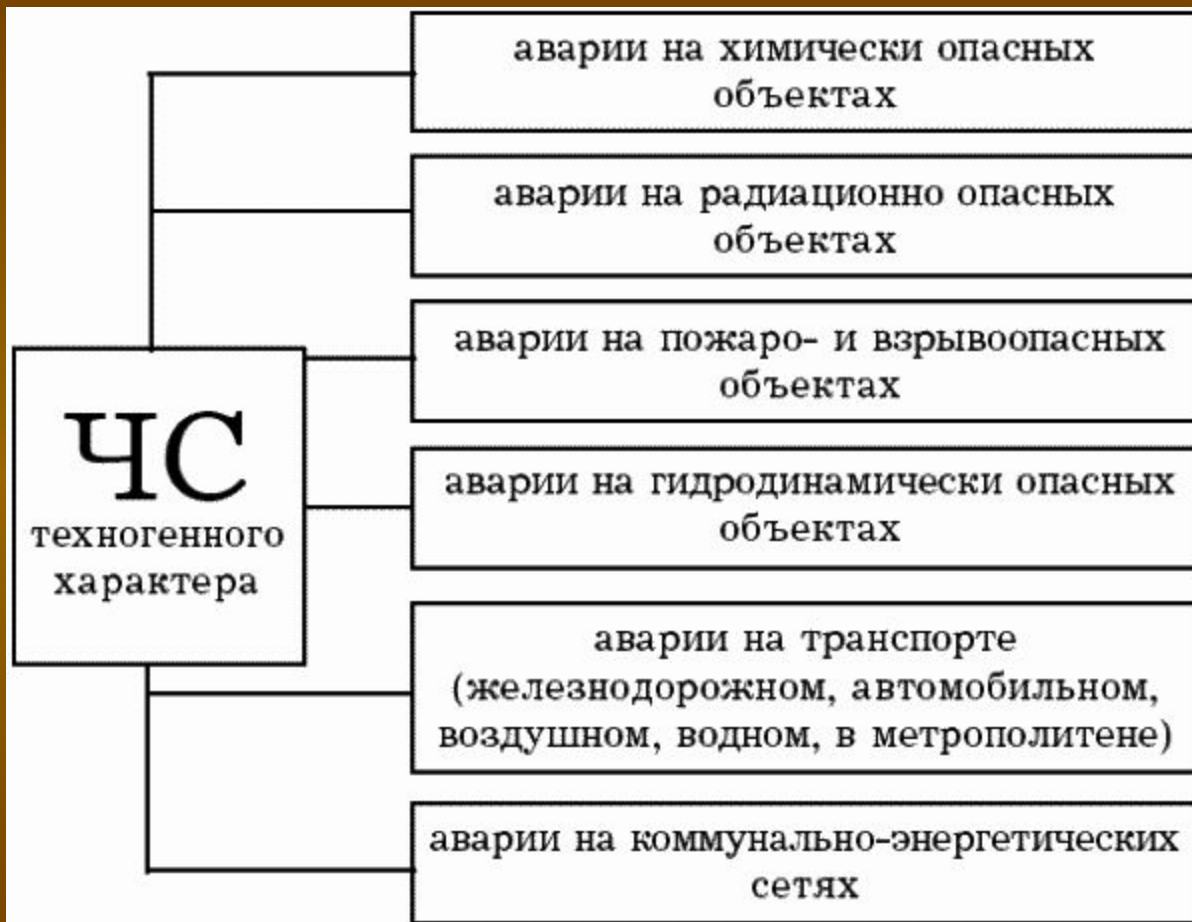 аварии на химически опасных
объектах
аварии на радиационно опасных
объектах
аварии на пожаро- и взрывоопасных
объектах
ЧС
техногенного
характера
аварии на гидродинамически опасных
объектах
аварии на транспорте
(железнодорожном, автомобильном,
воздушном, водном, в метрополитене)
аварии на коммунально-энергетических
сетях